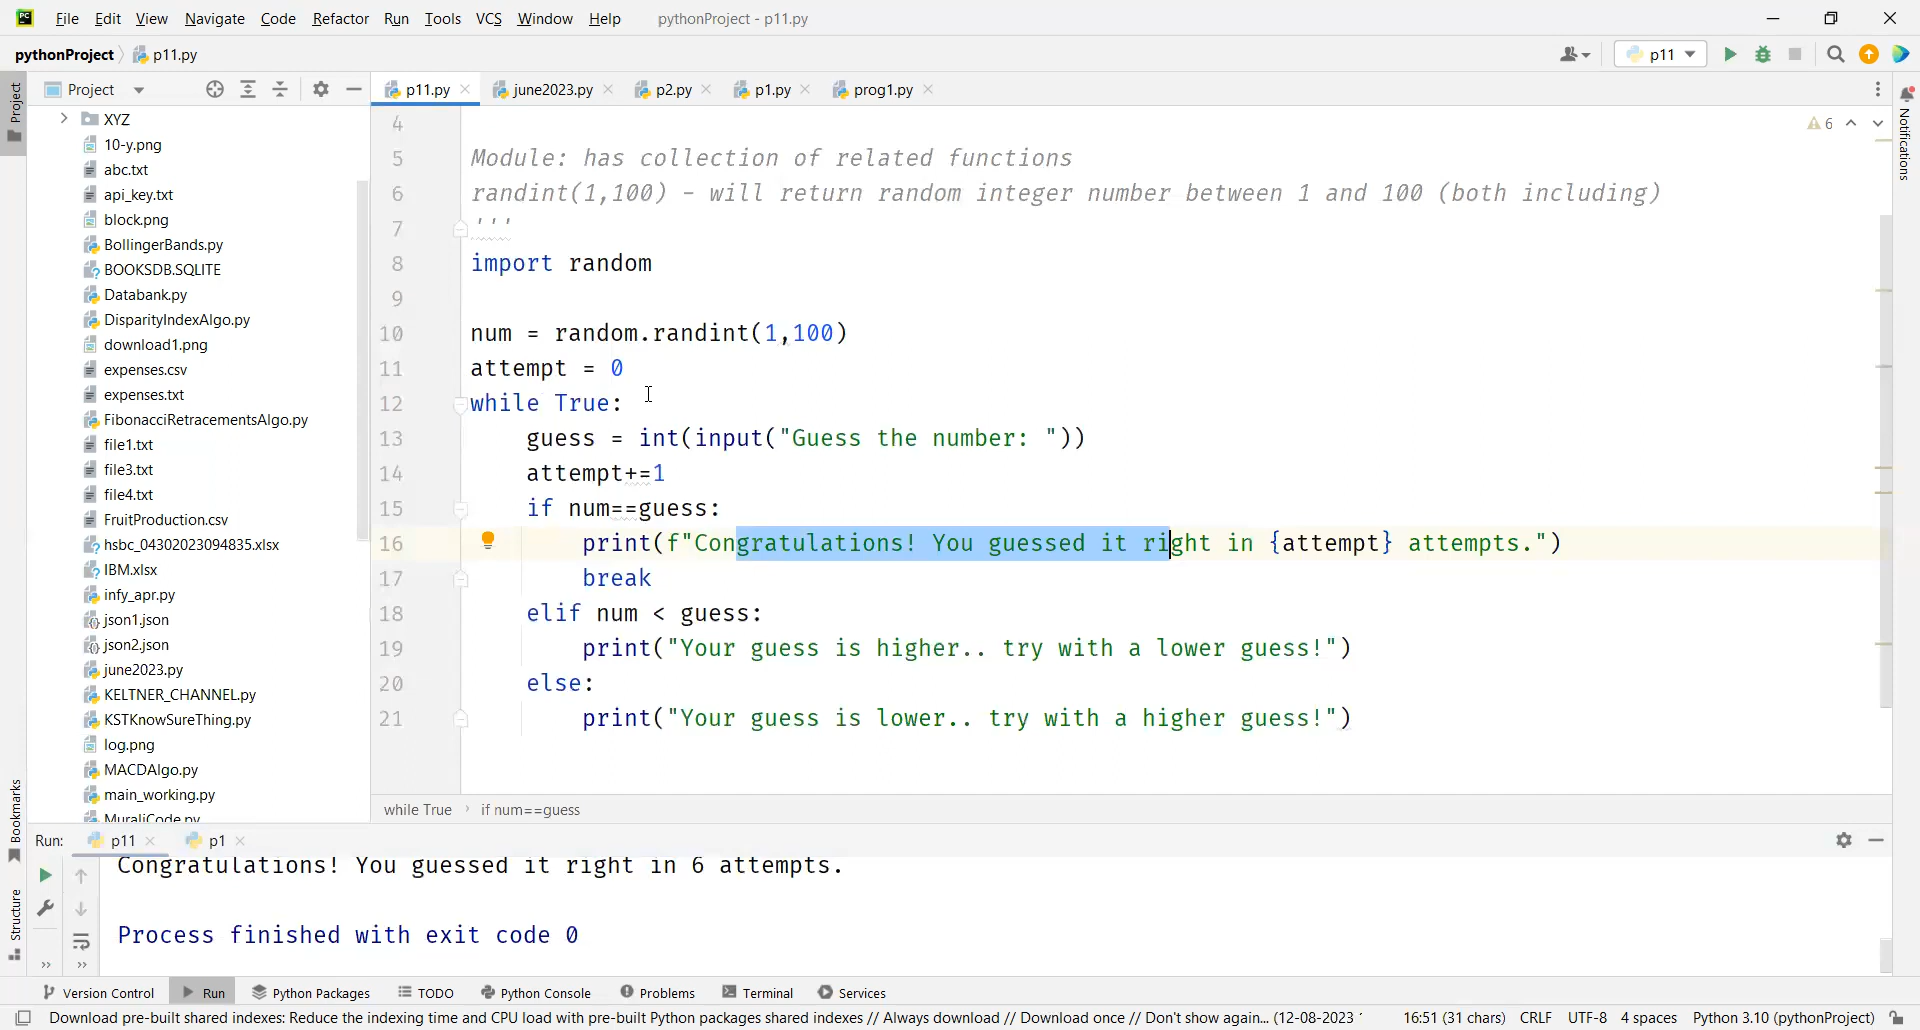 File Edit View Navigate Code Refactor Run Tools VCS Window Help pythonProject - p11.py
pythonProject p11.py
p11
Project
p11.py june2023.py p2.py p1.py prog1.py
Project
Notifications
XYZ
10-y.png
abc.txt
api_key.txt
block.png
BollingerBands.py
BOOKSDB.SQLITE
Databank.py
DisparityIndexAlgo.py
download1.png
expenses.csv
expenses.txt
FibonacciRetracementsAlgo.py
file1.txt
file3.txt
file4.txt
FruitProduction.csv
hsbc_04302023094835.xlsx
IBM.xlsx
infy_apr.py
json1.json
json2.json
june2023.py
KELTNER_CHANNEL.py
KSTKnowSureThing.py
log.png
MACDAlgo.py
main_working.py
MuraliCode.py
6
4
5 Module: has collection of related functions
6 randint(1,100) - will return random integer number between 1 and 100 (both including)
7 '''
8 import random
9
10 num = random.randint(1,100)
11 attempt = 0
12 while True:
13 guess = int(input("Guess the number: "))
14 attempt+=1
15 if num==guess:
16 print(f"Congratulations! You guessed it right in {attempt} attempts.")
17 break
18 elif num < guess:
19 print("Your guess is higher.. try with a lower guess!")
20 else:
21 print("Your guess is lower.. try with a higher guess!")
while True › if num==guess
Bookmarks
Structure
Run: p11 p1
Congratulations! You guessed it right in 6 attempts.
Process finished with exit code 0
Version Control Run Python Packages TODO Python Console Problems Terminal Services
Download pre-built shared indexes: Reduce the indexing time and CPU load with pre-built Python packages shared indexes // Always download // Download once // Don't show again... (12-08-2023 16:51 (31 chars) CRLF UTF-8 4 spaces Python 3.10 (pythonProject)